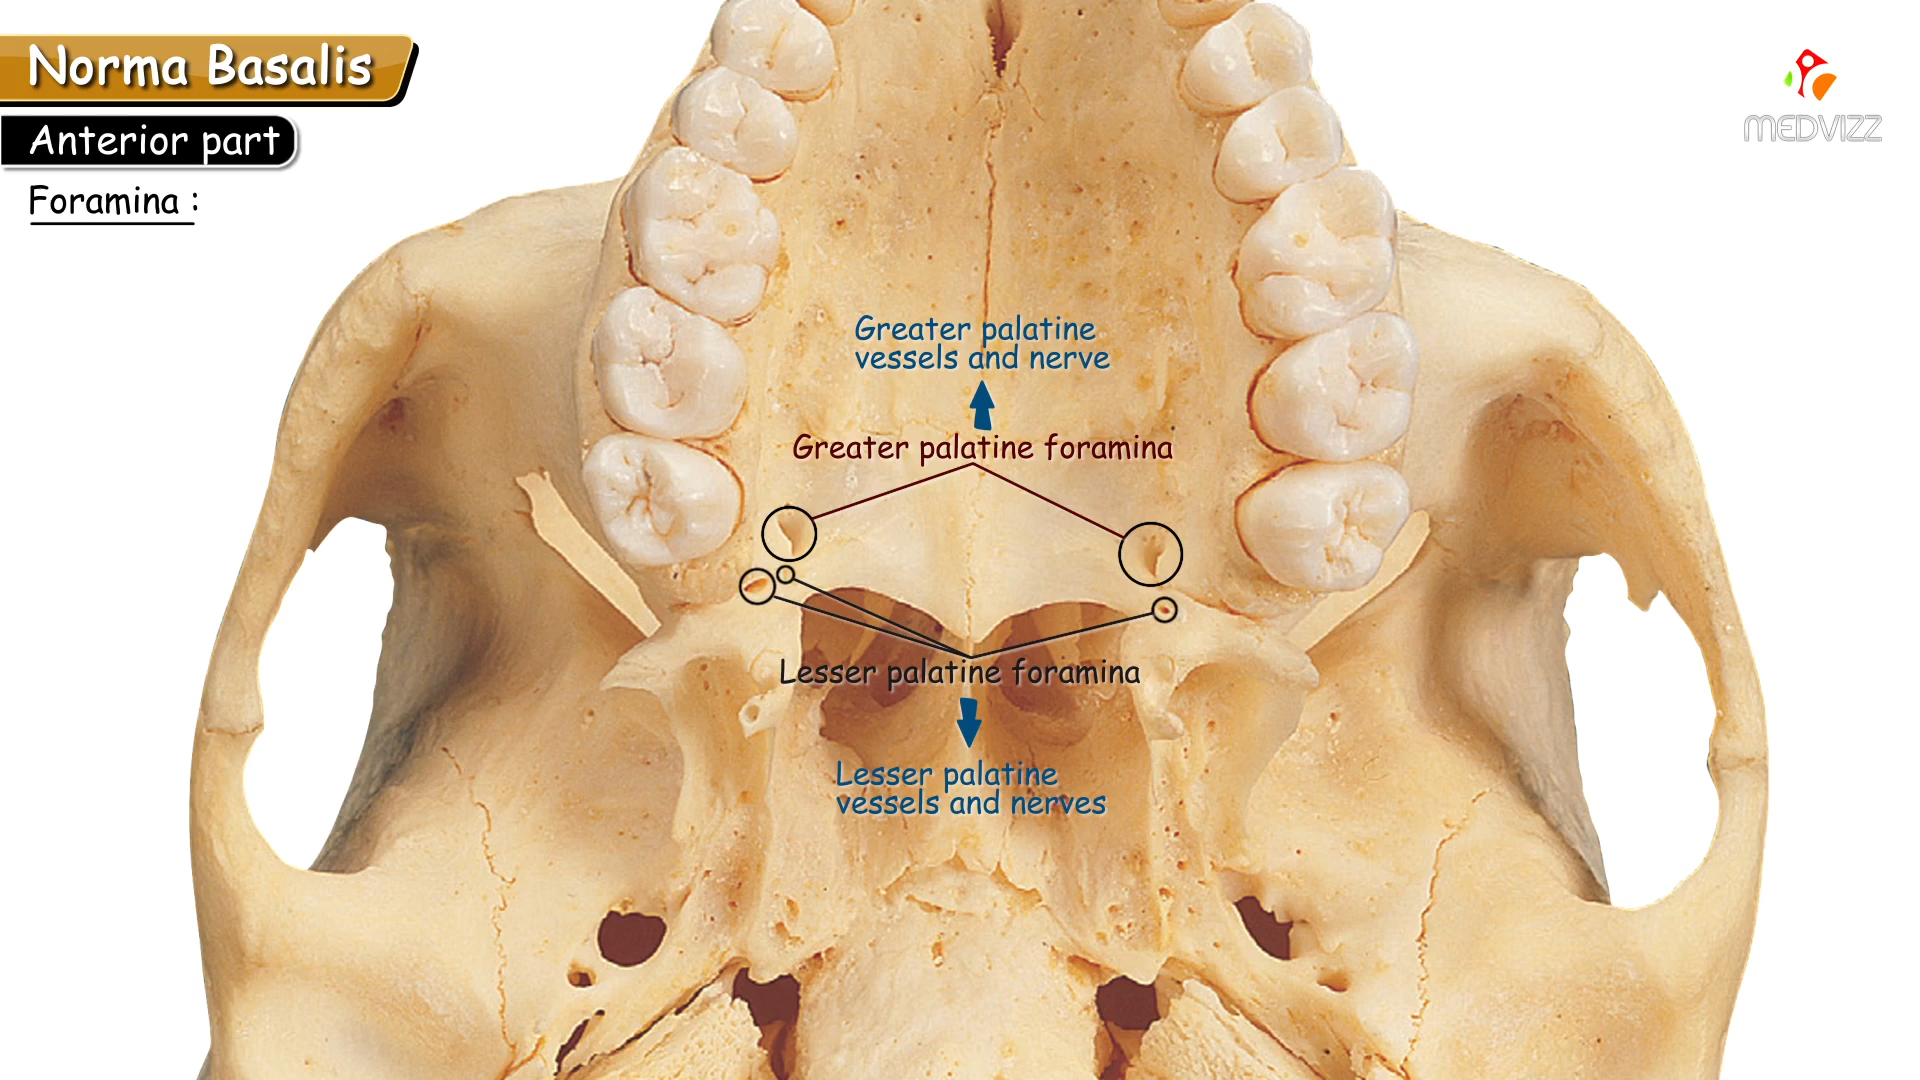 Norma Basalis
Anterior part
Foramina :
MEDVIZZ
Greater palatine
vessels and nerve
Greater palatine foramina
Lesser palatine foramina
Lesser palatine
vessels and nerves